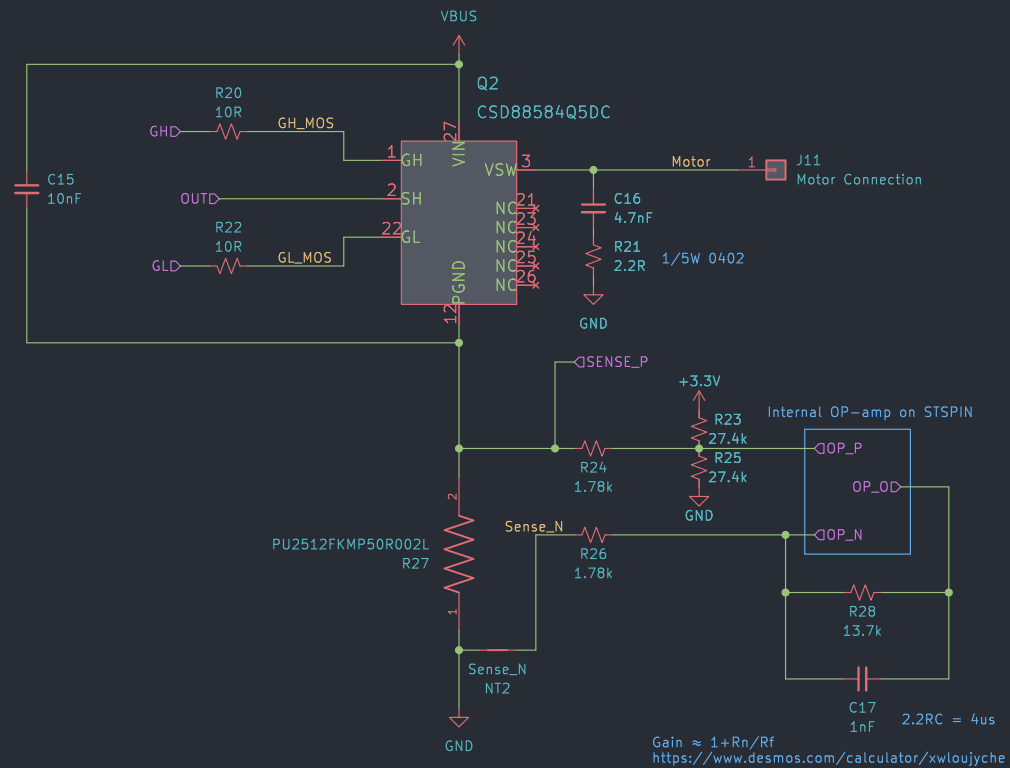 VBUS
Q2
CSD88584Q5DC
R20
10R
GH
GH_MOS
27
VIN
1
GH
VSW
3
Motor
1
J11
Motor Connection
C15
10nF
OUT
2
SH
NC
21
NC
23
NC
24
NC
25
NC
26
C16
4.7nF
R22
10R
GL
GL_MOS
22
GL
R21
2.2R
1/5W 0402
PGND
12
GND
SENSE_P
+3.3V
R23
27.4k
R25
27.4k
GND
Internal OP-amp on STSPIN
OP_P
OP_O
OP_N
R24
1.78k
2
Sense_N
R26
1.78k
PU2512FKMP50R002L
R27
1
R28
13.7k
Sense_N
NT2
C17
1nF
2.2RC = 4us
GND
Gain ≈ 1+Rn/Rf
https://www.desmos.com/calculator/xwloujyche